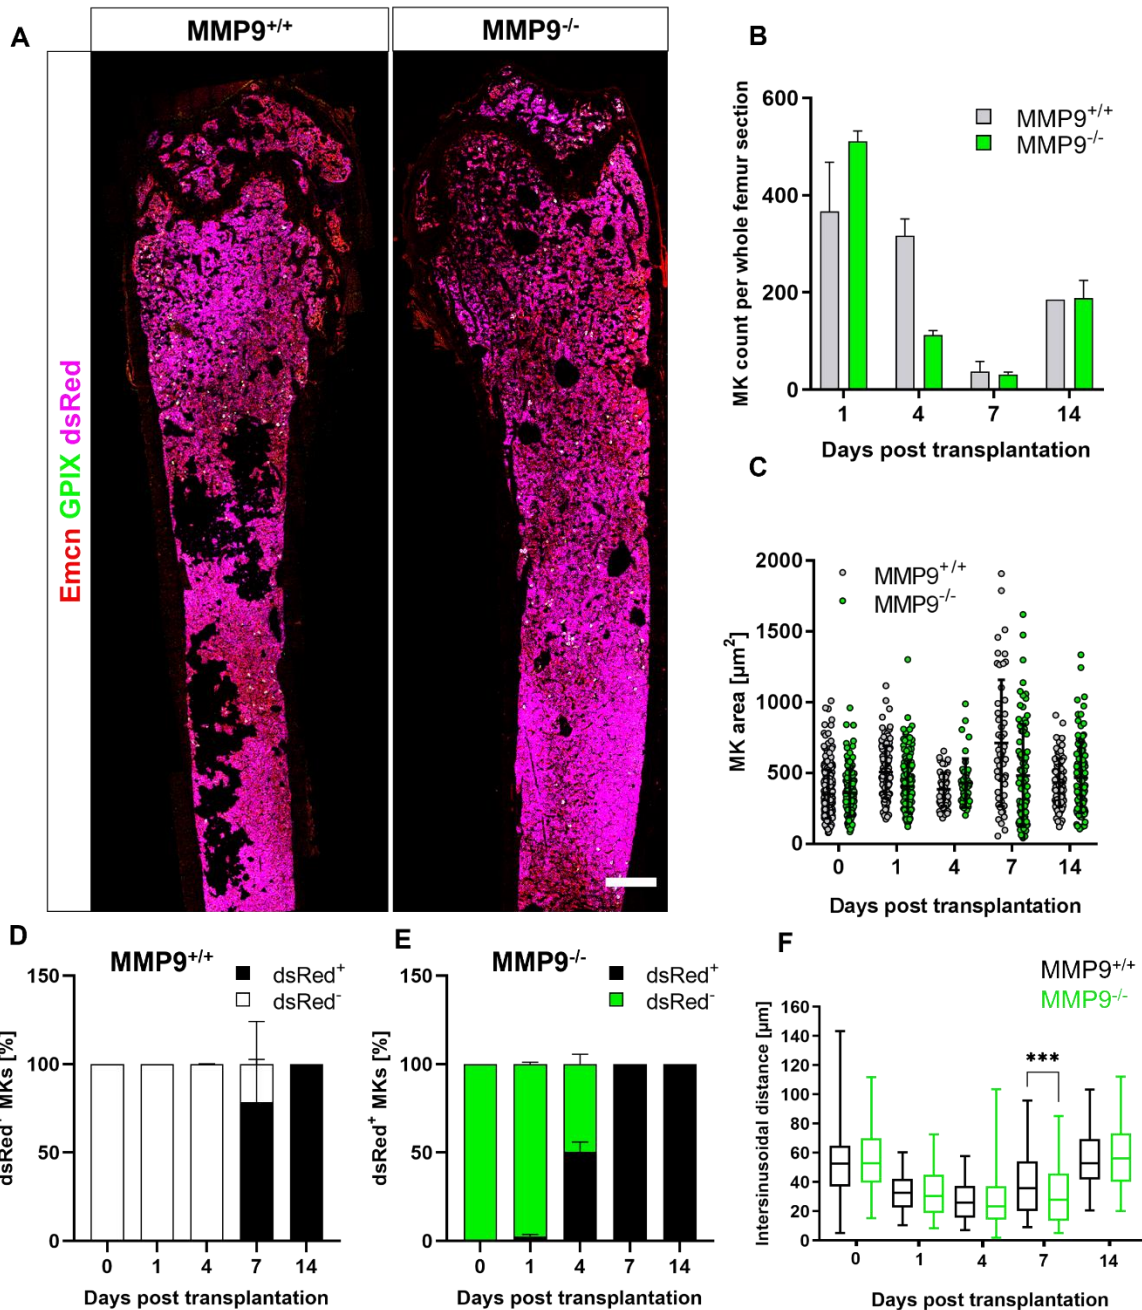 A
MMP9+/+
MMP9-/-
Emcn GPIX dsRed
B
MMP9+/+
MMP9-/-
MK count per whole femur section
600
400
200
0
1 4 7 14
Days post transplantation
C
MMP9+/+
MMP9-/-
MK area [µm2]
2000
1500
1000
500
0
0 1 4 7 14
Days post transplantation
D
MMP9+/+
dsRed+
dsRed-
dsRed+ MKs [%]
150
100
50
0
0 1 4 7 14
Days post transplantation
E
MMP9-/-
dsRed+
dsRed-
dsRed+ MKs [%]
150
100
50
0
0 1 4 7 14
Days post transplantation
F
MMP9+/+
MMP9-/-
Intersinusoidal distance [µm]
160
140
120
100
80
60
40
20
0
***
0 1 4 7 14
Days post transplantation